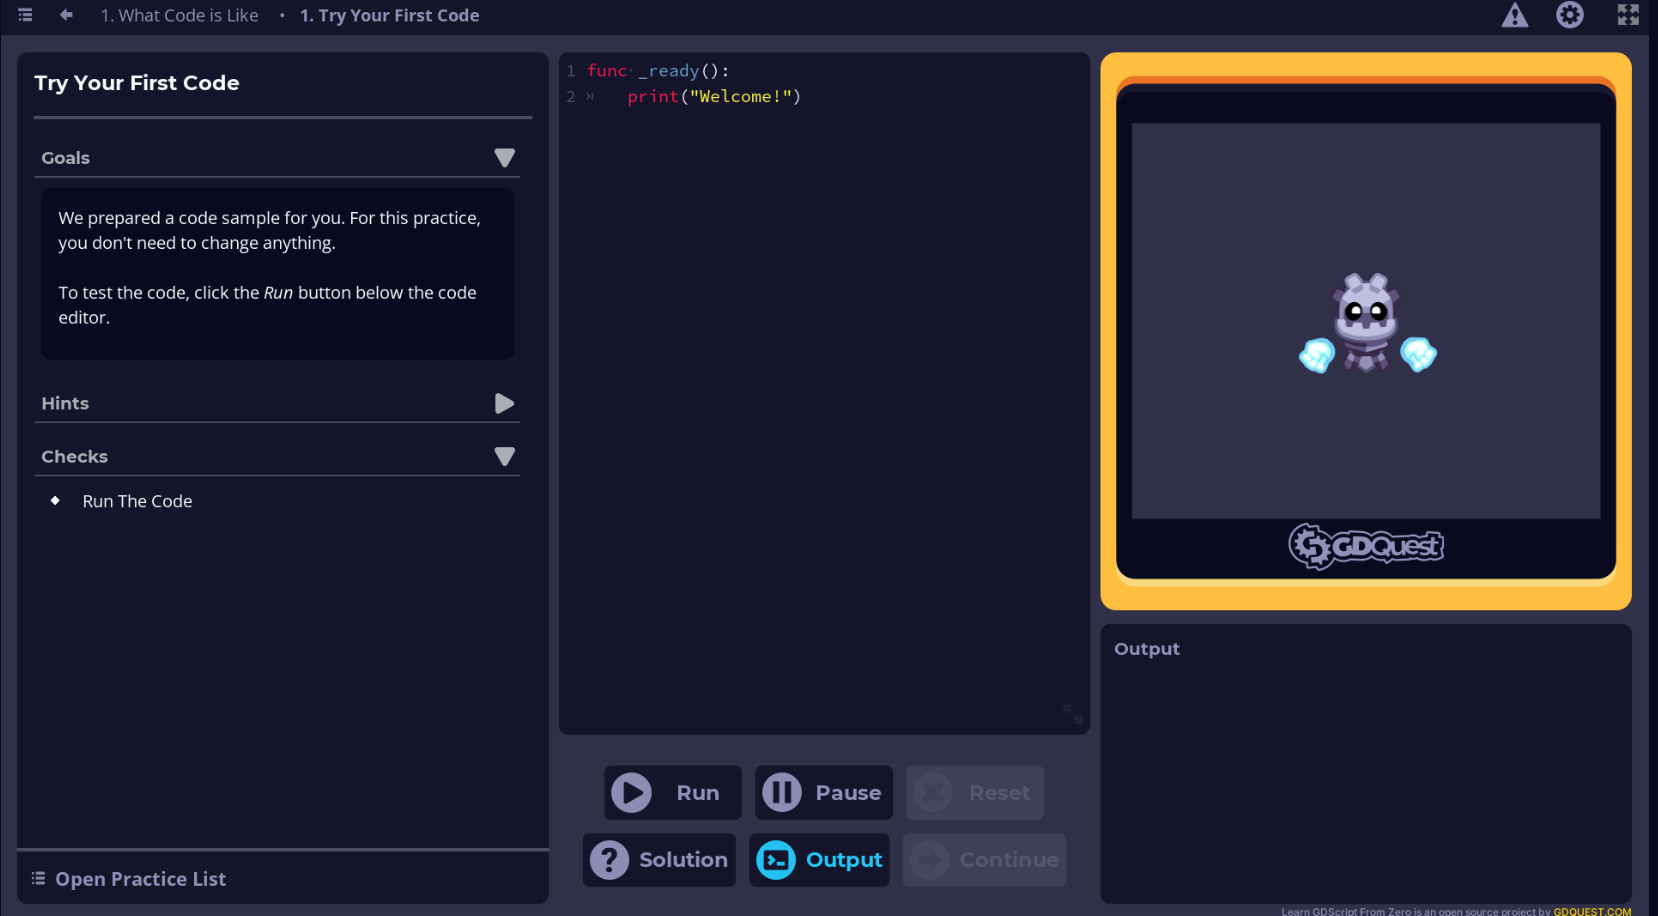 1. What Code is Like • 1. Try Your First Code
Try Your First Code
Goals
We prepared a code sample for you. For this practice,
you don't need to change anything.
To test the code, click the Run button below the code
editor.
Hints
Checks
Run The Code
Open Practice List
1 func _ready():
2 print("Welcome!")
Run
Pause
Reset
Solution
Output
Continue
GDQuest
Output
Learn GDScript From Zero is an open source project by GDQUEST.COM